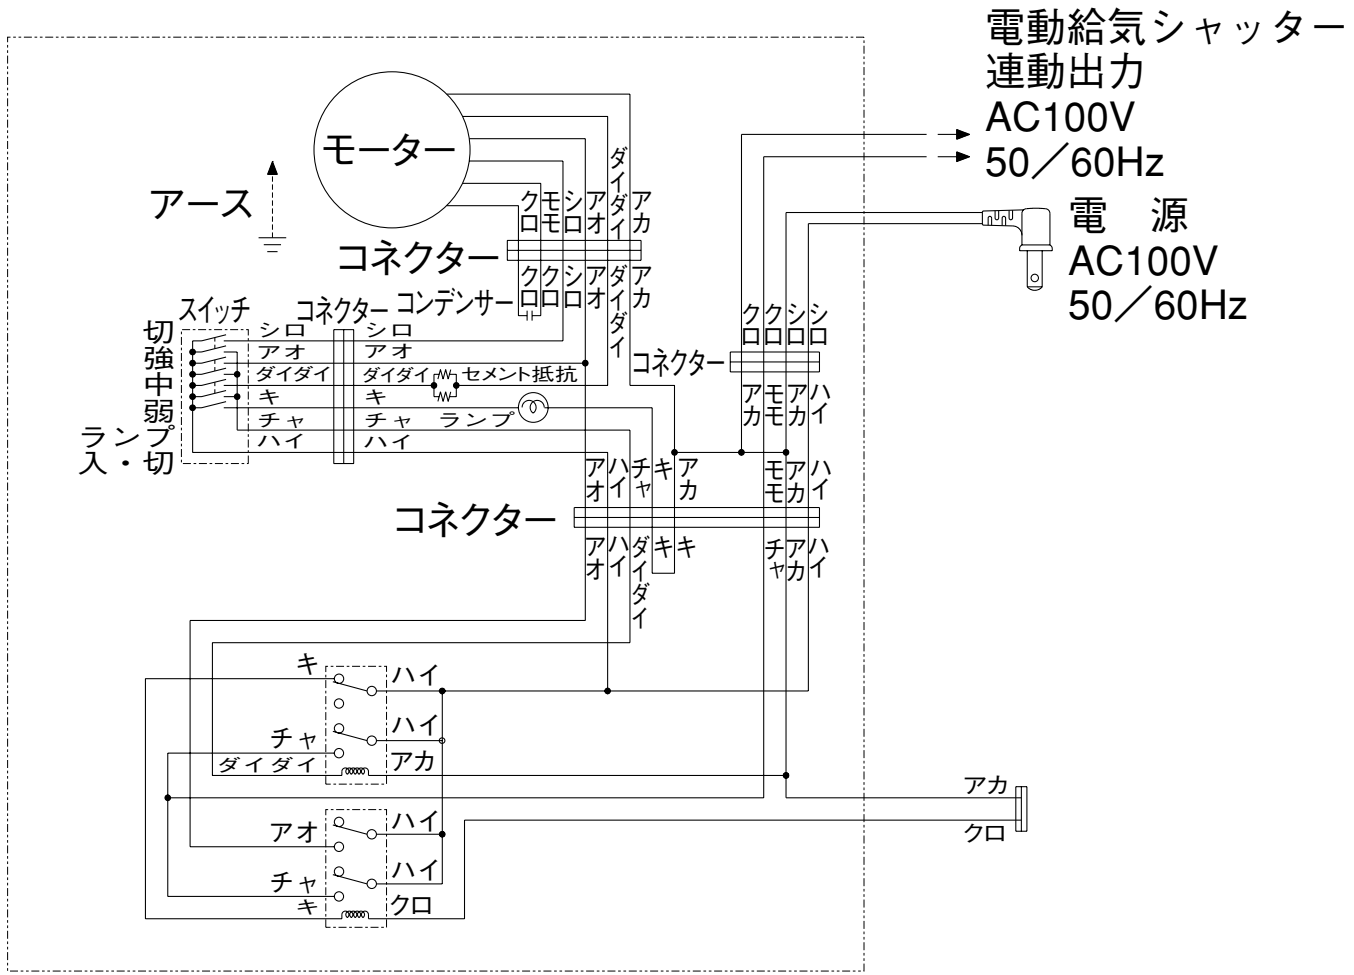 電動給気シャッター
連動出力
AC100V
50／60Hz
電　源
AC100V
50／60Hz
モーター
アース
クロ
モモ
シロ
アオ
ダイダイ
アカ
コネクター
クロ
クロ
シロ
アオ
ダイダイ
アカ
コンデンサー
スイッチ
コネクター
切
強
中
弱
ランプ
入・切
シロ
アオ
ダイダイ
キ
チャ
ハイ
シロ
アオ
ダイダイ
セメント抵抗
キ
チャ
ランプ
ハイ
クロ
クロ
シロ
シロ
コネクター
アカ
モモ
アカ
ハイ
アオ
ハイ
チャ
キ
アカ
モモ
アカ
ハイ
コネクター
アオ
ハイ
ダイダイ
キ
キ
チャ
アカ
ハイ
キ
ハイ
チャ
ハイ
ダイダイ
アカ
アオ
ハイ
チャ
ハイ
キ
クロ
アカ
クロ